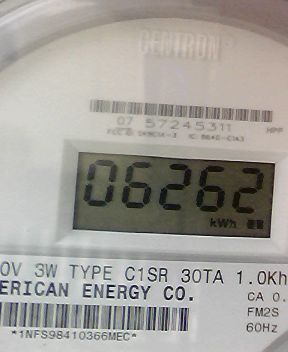 CENTRON
07 57245311
HPP
06262
kWh
0V 3W TYPE C1SR 30TA 1.0Kh
ERICAN ENERGY CO.
CA 0.
FM2S
60Hz
*1NFS98410366MEC*